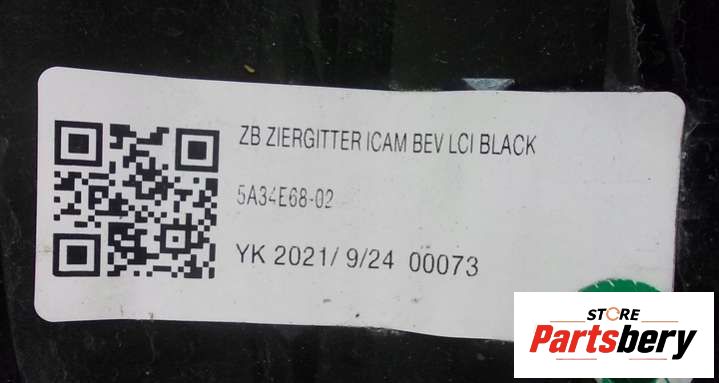 ZB ZIERGITTER ICAM BEV LCI BLACK
5A34E68-02
YK 2021/ 9/24 00073
STORE
Partsbery